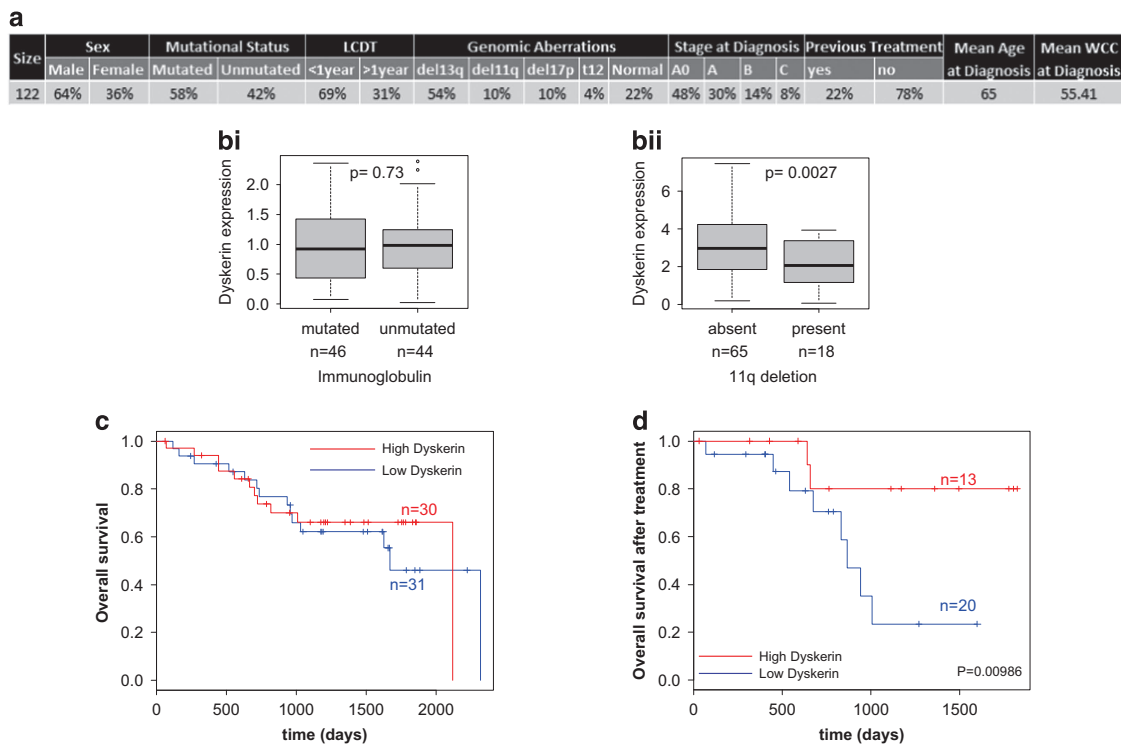 a
Size Sex Mutational Status LCDT Genomic Aberrations Stage at Diagnosis Previous Treatment Mean Age at Diagnosis Mean WCC at Diagnosis
Male Female Mutated Unmutated <1year >1year del13q del11q del17p t12 Normal A0 A B C yes no
122 64% 36% 58% 42% 69% 31% 54% 10% 10% 4% 22% 48% 30% 14% 8% 22% 78% 65 55.41
bi
Dyskerin expression
2.0
1.5
1.0
0.5
0.0
p= 0.73
mutated unmutated
n=46 n=44
Immunoglobulin
bii
Dyskerin expression
6
4
2
0
p= 0.0027
absent present
n=65 n=18
11q deletion
c
Overall survival
1.0
0.8
0.6
0.4
0.2
0.0
High Dyskerin
Low Dyskerin
n=30
n=31
0 500 1000 1500 2000
time (days)
d
Overall survival after treatment
1.0
0.8
0.6
0.4
0.2
0.0
n=13
n=20
High Dyskerin
Low Dyskerin
P=0.00986
0 500 1000 1500
time (days)